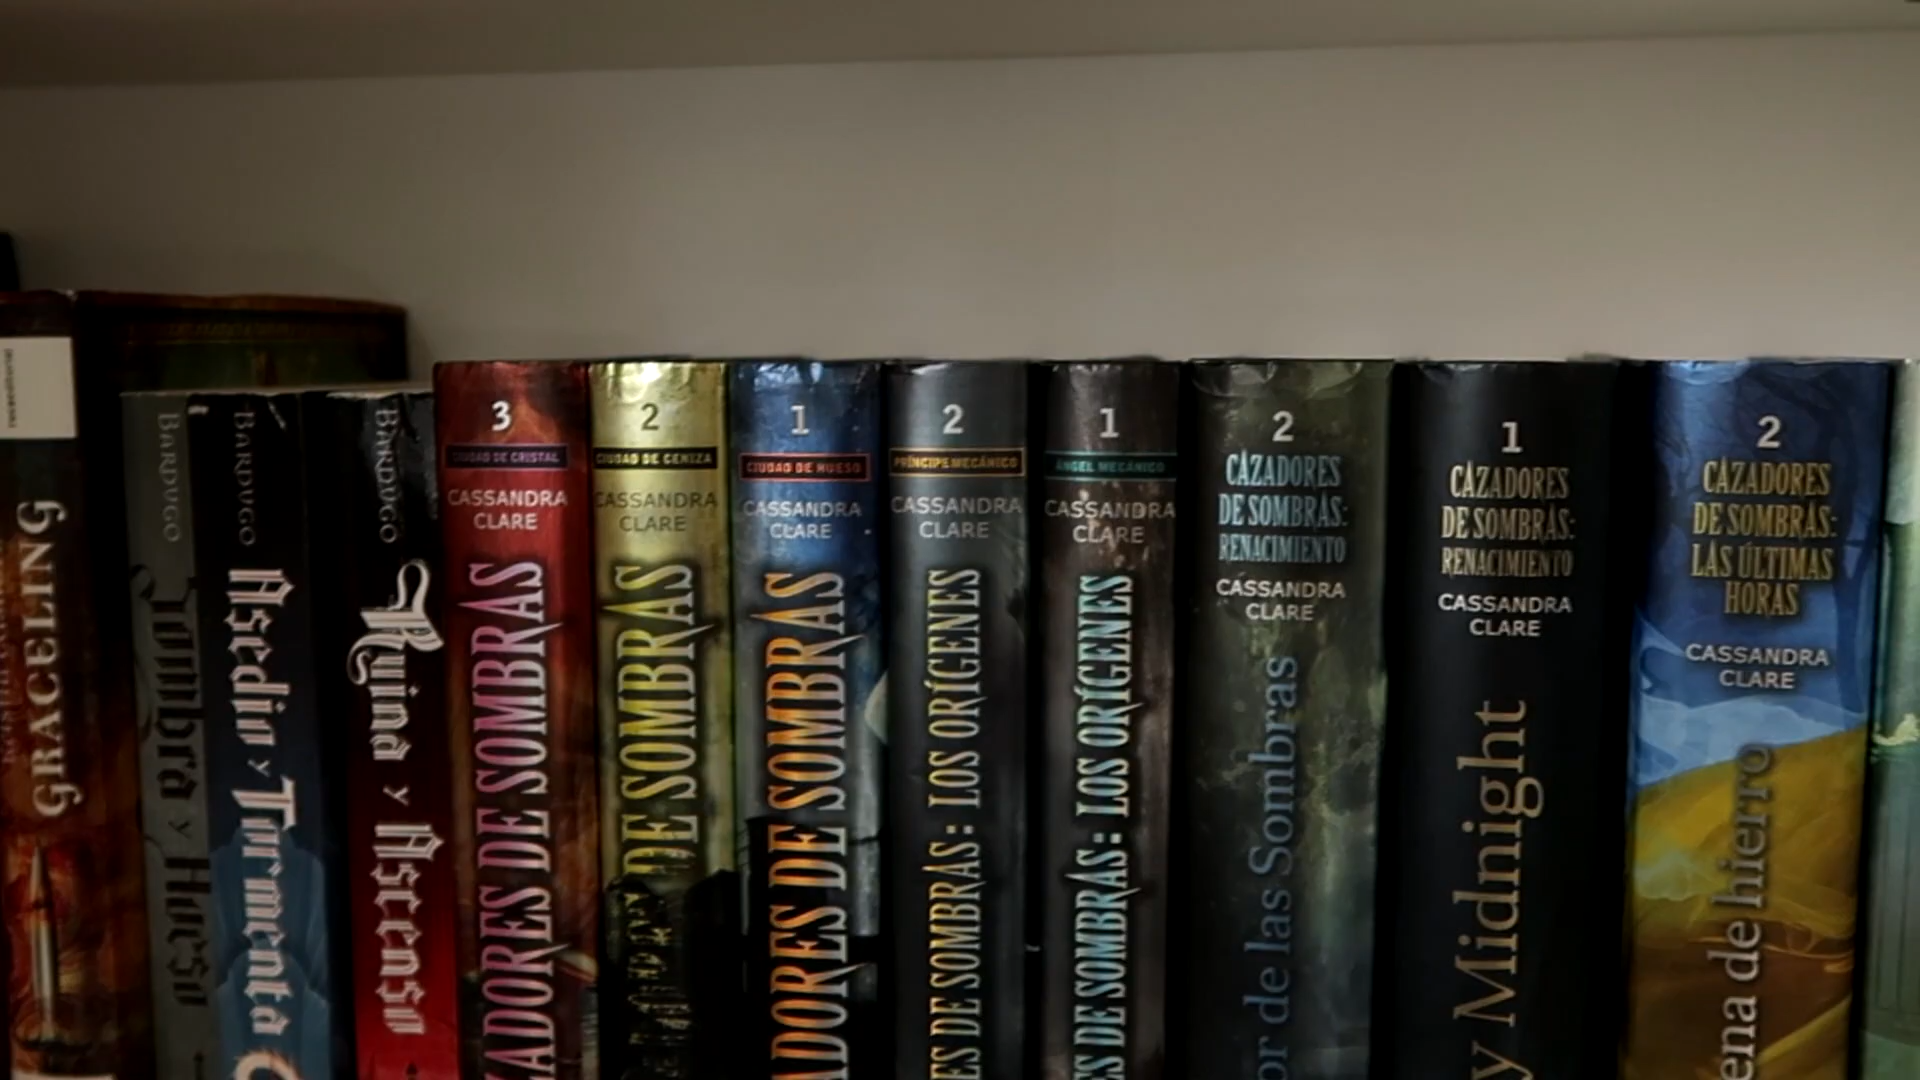 GRACELING
BARDUGO
Sombra y Hueso
BARDUGO
Asedio y Tormenta
BARDUGO
Ruina y Ascenso
3
CIUDAD DE CRISTAL
CASSANDRA
CLARE
ZADORES DE SOMBRAS
2
CIUDAD DE CENIZA
CASSANDRA
CLARE
DE SOMBRAS
1
CIUDAD DE HUESO
CASSANDRA
CLARE
ADORES DE SOMBRAS
2
PRÍNCIPE MECÁNICO
CASSANDRA
CLARE
ES DE SOMBRAS: LOS ORÍGENES
1
ÁNGEL MECÁNICO
CASSANDRA
CLARE
ES DE SOMBRAS: LOS ORÍGENES
2
CAZADORES
DE SOMBRAS:
RENACIMIENTO
CASSANDRA
CLARE
or de las Sombras
1
CAZADORES
DE SOMBRAS:
RENACIMIENTO
CASSANDRA
CLARE
y Midnight
2
CAZADORES
DE SOMBRAS:
LAS ÚLTIMAS
HORAS
CASSANDRA
CLARE
ena de hierro